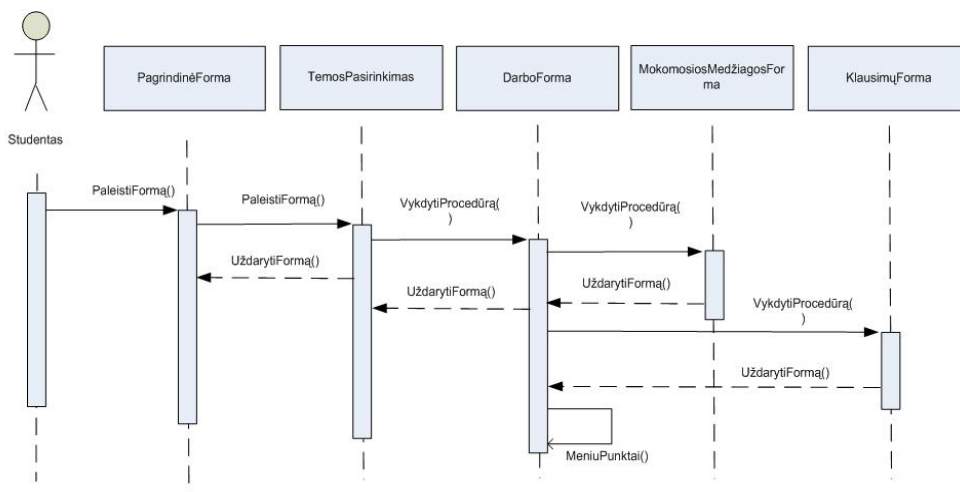 PagrindinėForma
TemosPasirinkimas
DarboForma
MokomosiosMedžiagosFor
ma
KlausimųForma
Studentas
PaleistiFormą()
PaleistiFormą()
VykdytiProcedūrą(
)
VykdytiProcedūrą(
)
UždarytiFormą()
UždarytiFormą()
UždarytiFormą()
VykdytiProcedūrą(
)
UždarytiFormą()
MeniuPunktai()